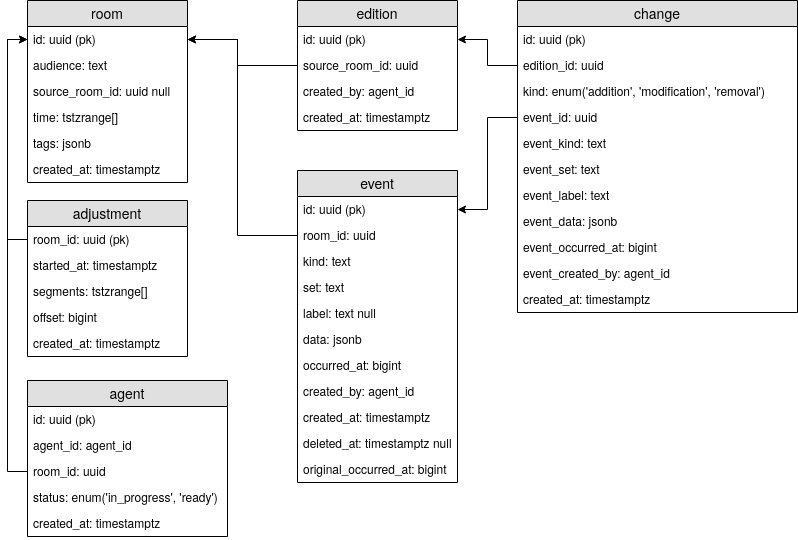 room
id: uuid (pk)
audience: text
source_room_id: uuid null
time: tstzrange[]
tags: jsonb
created_at: timestamptz
adjustment
room_id: uuid (pk)
started_at: timestamptz
segments: tstzrange[]
offset: bigint
created_at: timestamptz
agent
id: uuid (pk)
agent_id: agent_id
room_id: uuid
status: enum('in_progress', 'ready')
created_at: timestamptz
edition
id: uuid (pk)
source_room_id: uuid
created_by: agent_id
created_at: timestamptz
event
id: uuid (pk)
room_id: uuid
kind: text
set: text
label: text null
data: jsonb
occurred_at: bigint
created_by: agent_id
created_at: timestamptz
deleted_at: timestamptz null
original_occurred_at: bigint
change
id: uuid (pk)
edition_id: uuid
kind: enum('addition', 'modification', 'removal')
event_id: uuid
event_kind: text
event_set: text
event_label: text
event_data: jsonb
event_occurred_at: bigint
event_created_by: agent_id
created_at: timestamptz